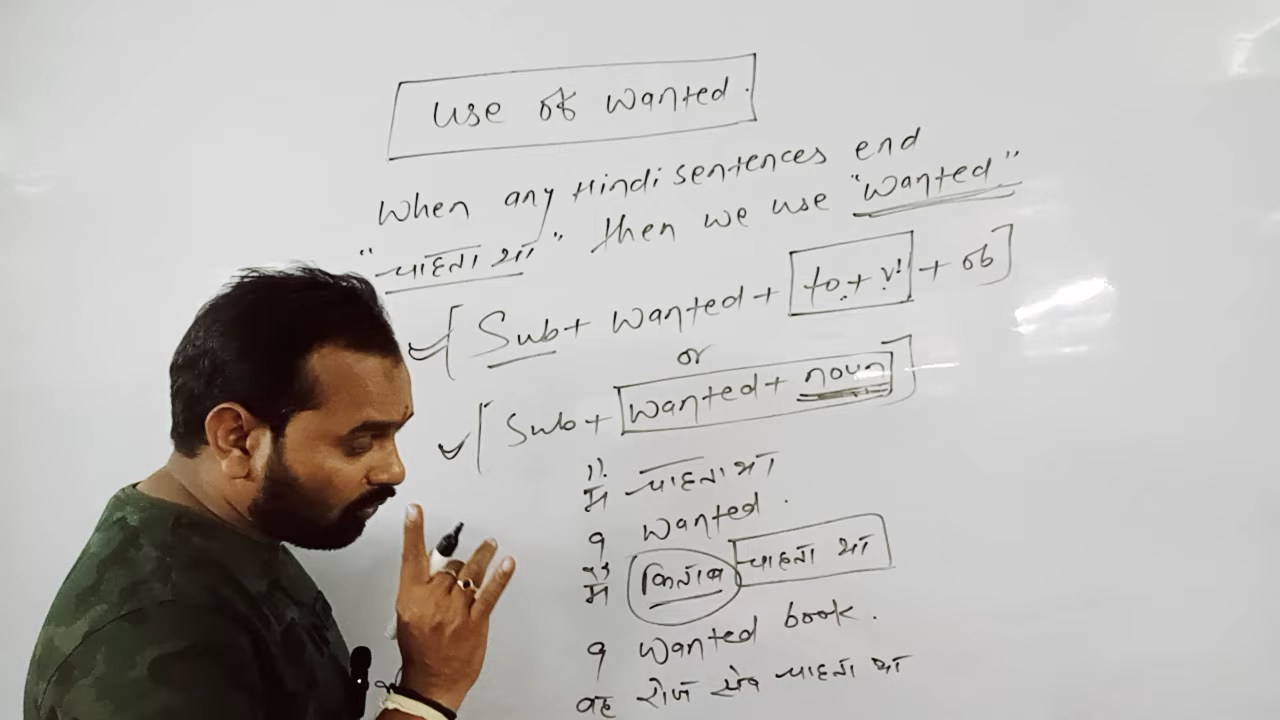 Use of Wanted.
When any Hindi sentences end
"चाहता था" then we use "Wanted"
[Sub + Wanted + to + V¹ + ob]
or
[Sub + Wanted + noun]
मैं चाहता था
I Wanted.
मैं किताब चाहता था
I Wanted book.
वह रोज सेब चाहता था